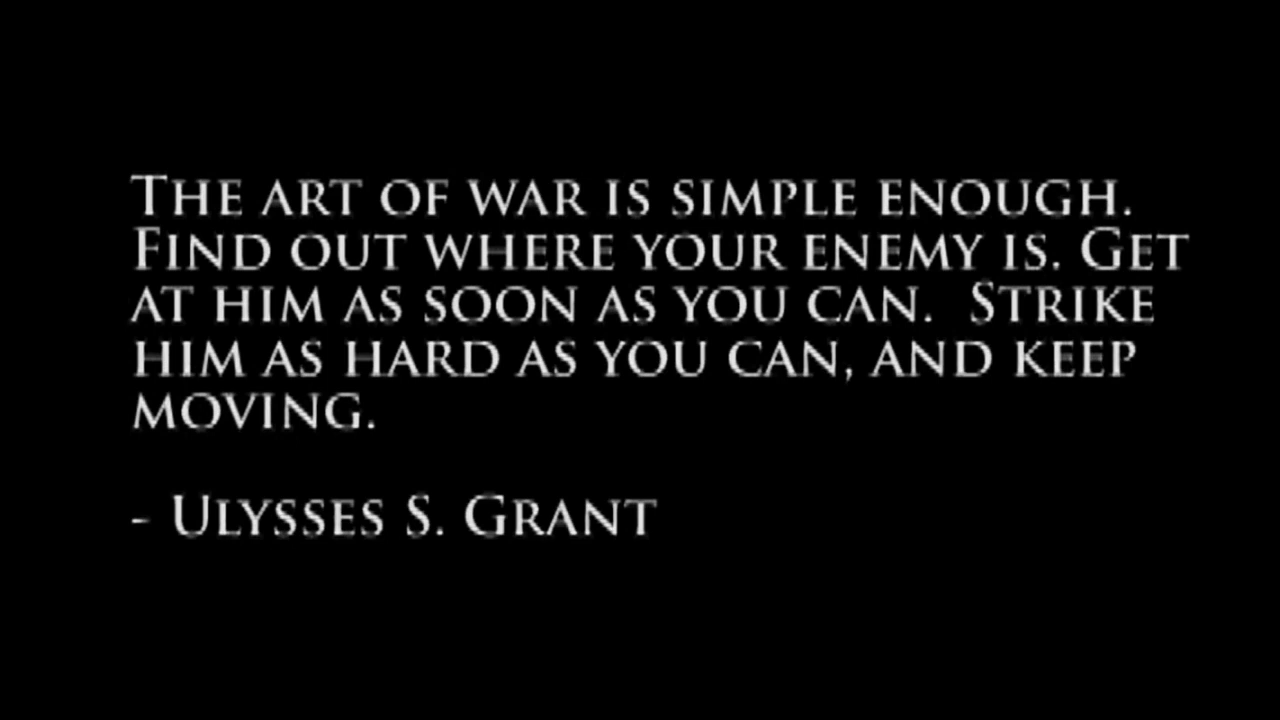 The art of war is simple enough.
Find out where your enemy is. Get
at him as soon as you can.  Strike
him as hard as you can, and keep
moving.
- Ulysses S. Grant